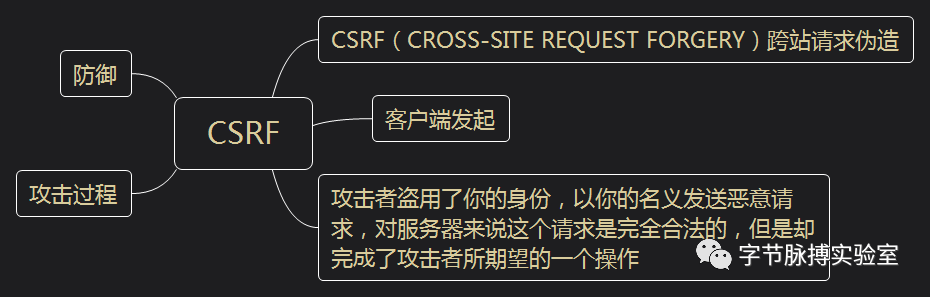 CSRF（CROSS-SITE REQUEST FORGERY）跨站请求伪造
防御
客户端发起
CSRF
攻击过程
攻击者盗用了你的身份，以你的名义发送恶意请
求，对服务器来说这个请求是完全合法的，但是却
完成了攻击者所期望的一个操作
字节脉搏实验室